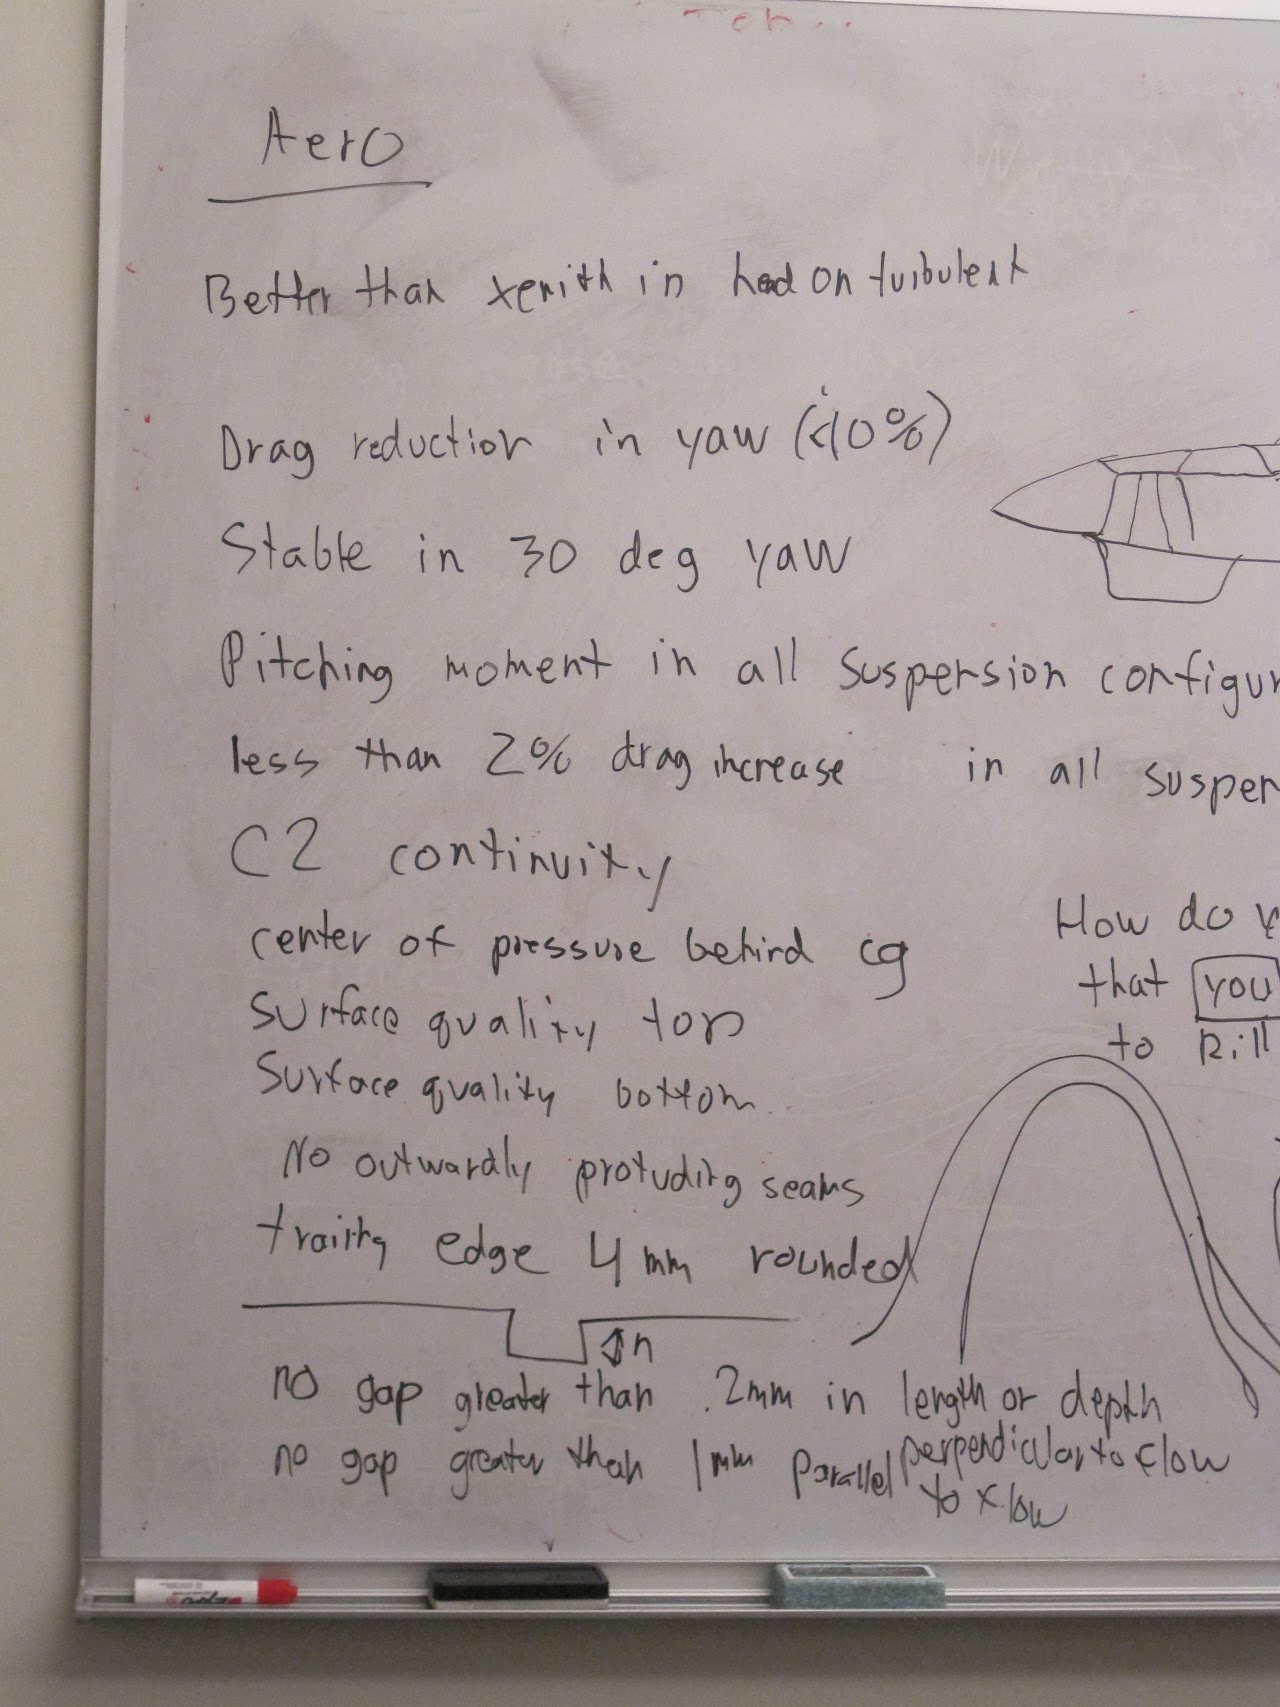 Aero
Better than xenith in head on turbulent
Drag reduction in yaw (<10%)
Stable in 30 deg yaw
Pitching moment in all suspension configur
less than 2% drag increase in all suspen
C2 continuity
center of pressure behind cg
surface quality top
surface quality bottom
No outwardly protuding seams
trailing edge 4mm rounded
n
no gap greater than .2mm in length or depth
perpendicular to flow
no gap greater than 1mm parallel
to flow
How do y
that you
to kill